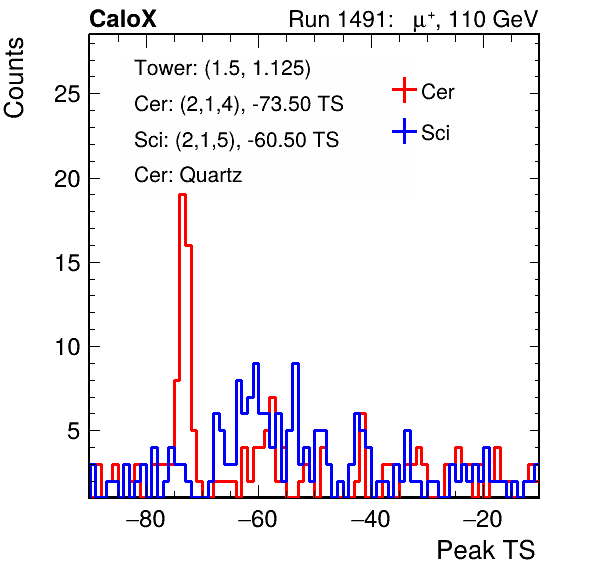 CaloX Run 1491: μ⁺, 110 GeV
Counts
Tower: (1.5, 1.125)
Cer: (2,1,4), -73.50 TS
Sci: (2,1,5), -60.50 TS
Cer: Quartz
Cer
Sci
25
20
15
10
5
−80 −60 −40 −20
Peak TS